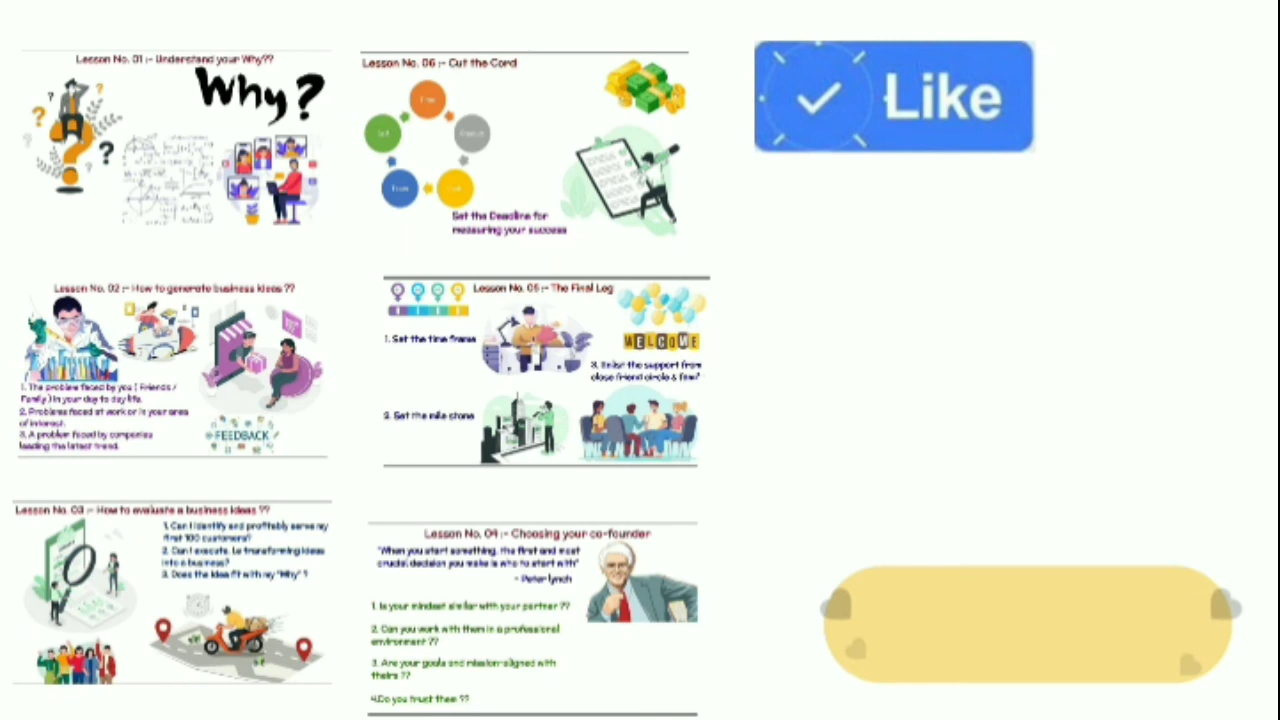 Lesson No. 01 :- Understand your Why??
Why?
Lesson No. 02 :- How to generate business ideas ??
1. The problem faced by you ( Friends /
Family ) in your day to day life.
2. Problems faced at work or in your area
of interest.
3. A problem faced by companies
leading the latest trend.
FEEDBACK
Lesson No. 03 :- How to evaluate a business ideas ??
1. Can I identify and profitably serve my
first 100 customers?
2. Can I execute, i.e transforming ideas
into a business?
3. Does the idea fit with my "Why" ?
Lesson No. 06 :- Cut the Cord
Set the Deadline for
measuring your success
Lesson No. 05 :- The Final Leg
1. Set the time frame
WELCOME
3. Enlist the support from
close friend circle &
2. Set the mile stone
Lesson No. 04 :- Choosing your co-founder
"When you start something, the first and most
crucial decision you make is who to start with"
- Peter lynch
1. Is your mindset similar with your partner ??
2. Can you work with them in a professional
environment ??
3. Are your goals and mission-aligned with
theirs ??
4.Do you trust them ??
Like